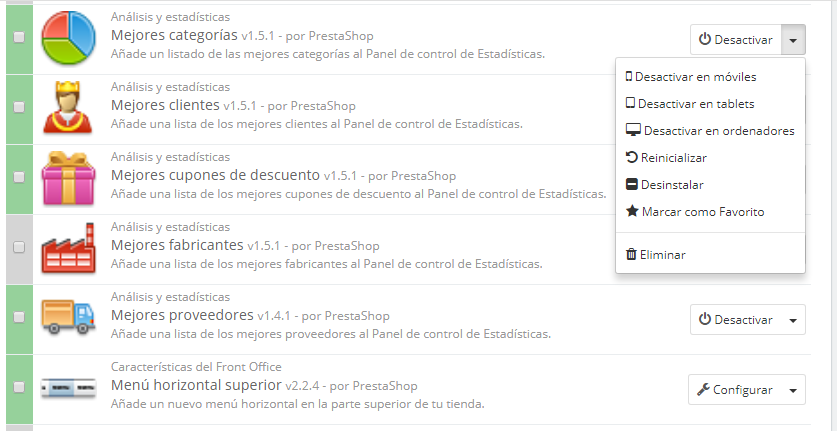 Análisis y estadísticas
Mejores categorías v1.5.1 - por PrestaShop
Añade un listado de las mejores categorías al Panel de control de Estadísticas.
Desactivar
Desactivar en móviles
Desactivar en tablets
Desactivar en ordenadores
Reinicializar
Desinstalar
Marcar como Favorito
Eliminar
Análisis y estadísticas
Mejores clientes v1.5.1 - por PrestaShop
Añade una lista de los mejores clientes al Panel de control de Estadísticas.
Análisis y estadísticas
Mejores cupones de descuento v1.5.1 - por PrestaShop
Añade una lista de los mejores cupones de descuento al Panel de control de Estadísticas.
Análisis y estadísticas
Mejores fabricantes v1.5.1 - por PrestaShop
Añade una lista de los mejores fabricantes al Panel de control de Estadísticas.
Análisis y estadísticas
Mejores proveedores v1.4.1 - por PrestaShop
Añade una lista de los mejores proveedores al Panel de control de Estadísticas.
Desactivar
Características del Front Office
Menú horizontal superior v2.2.4 - por PrestaShop
Añade un nuevo menú horizontal en la parte superior de tu tienda.
Configurar